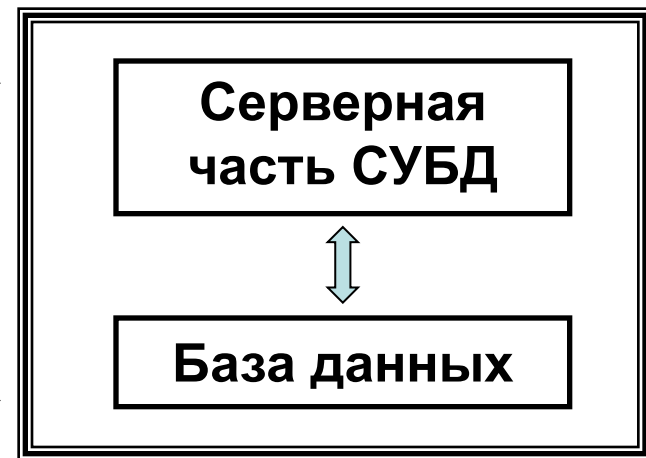 Серверная
часть СУБД
База данных